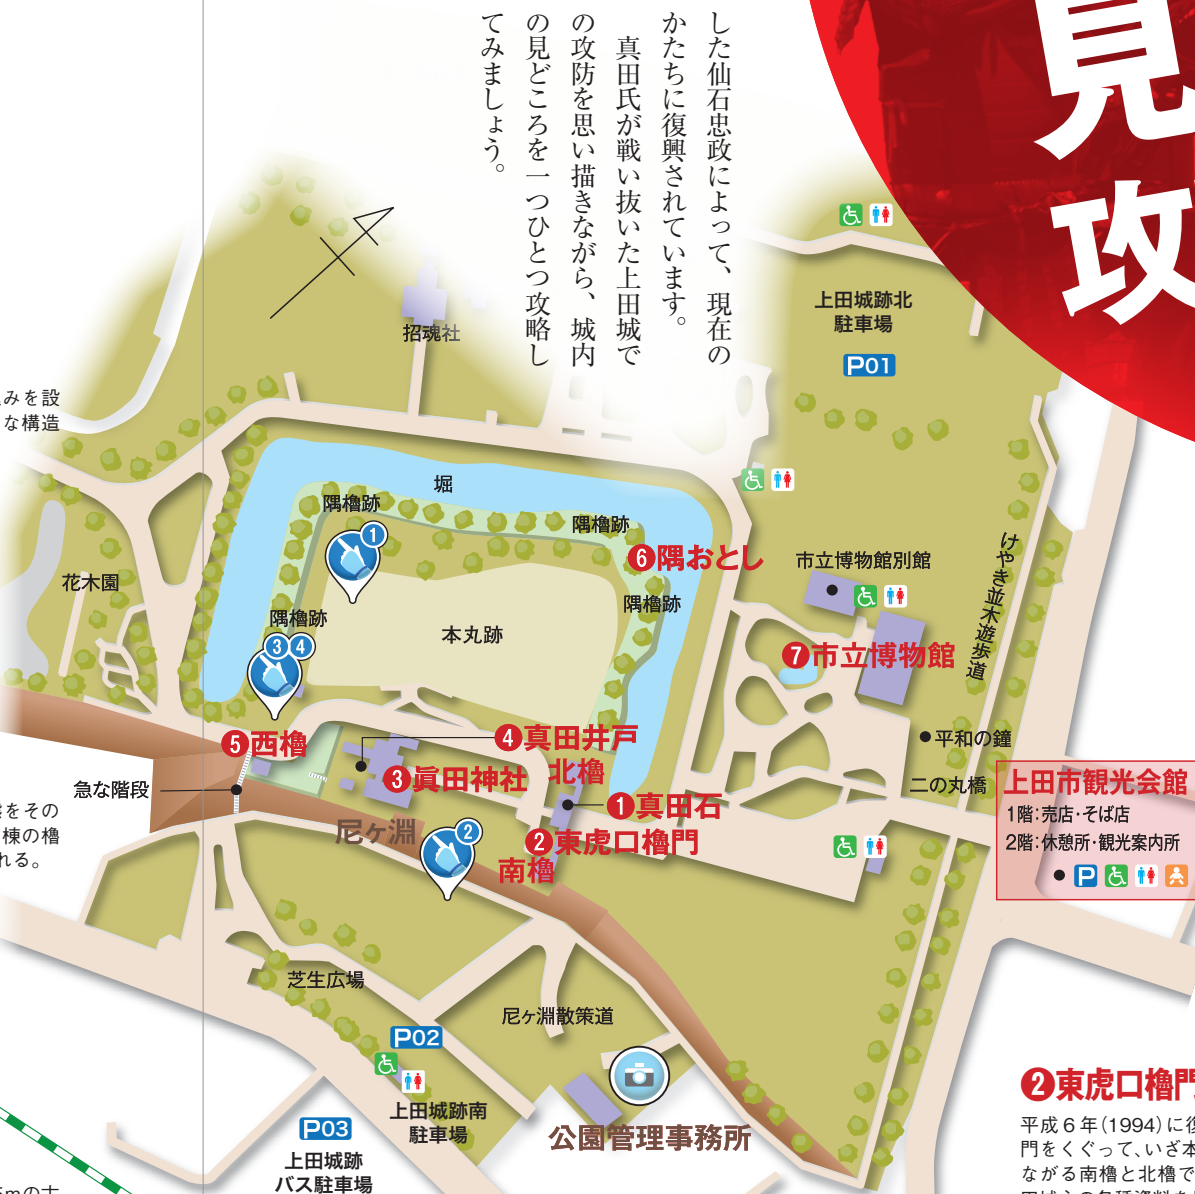 した仙石忠政によって、現在の
かたちに復興されています。
真田氏が戦い抜いた上田城で
の攻防を思い描きながら、城内
の見どころを一つひとつ攻略し
てみましょう。
見
攻
上田城跡北
駐車場
P01
招魂社
みを設
な構造
堀
隅櫓跡
1
隅櫓跡
❻隅おとし
隅櫓跡
市立博物館別館
けやき並木遊歩道
花木園
隅櫓跡
3 4
本丸跡
❼市立博物館
❺西櫓
❹真田井戸
北櫓
平和の鐘
急な階段
❸眞田神社
❶真田石
二の丸橋
上田市観光会館
1階:売店・そば店
2階:休憩所・観光案内所
P
をその
棟の櫓
れる。
尼ヶ淵
2
❷東虎口櫓門
南櫓
芝生広場
尼ヶ淵散策道
P02
上田城跡南
駐車場
P03
上田城跡
バス駐車場
公園管理事務所
❷東虎口櫓門
平成6年(1994)に復
門をくぐって、いざ本
ながる南櫓と北櫓で